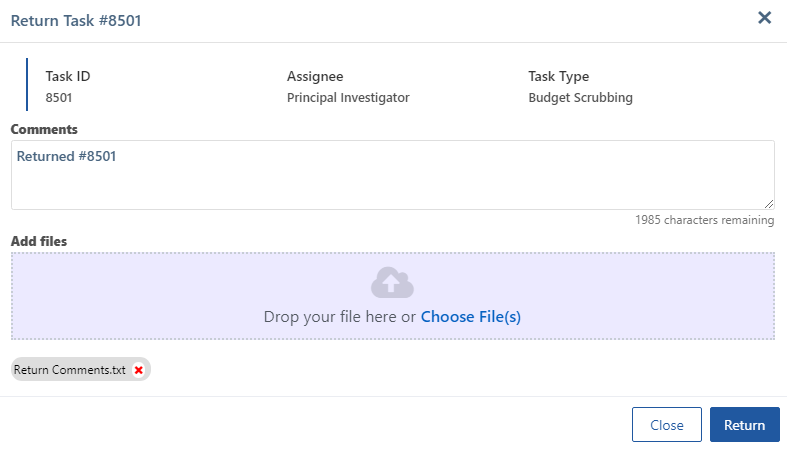 Return Task #8501
Task ID Assignee Task Type
8501 Principal Investigator Budget Scrubbing
Comments
Returned #8501
1985 characters remaining
Add files
Drop your file here or Choose File(s)
Return Comments.txt
Close Return